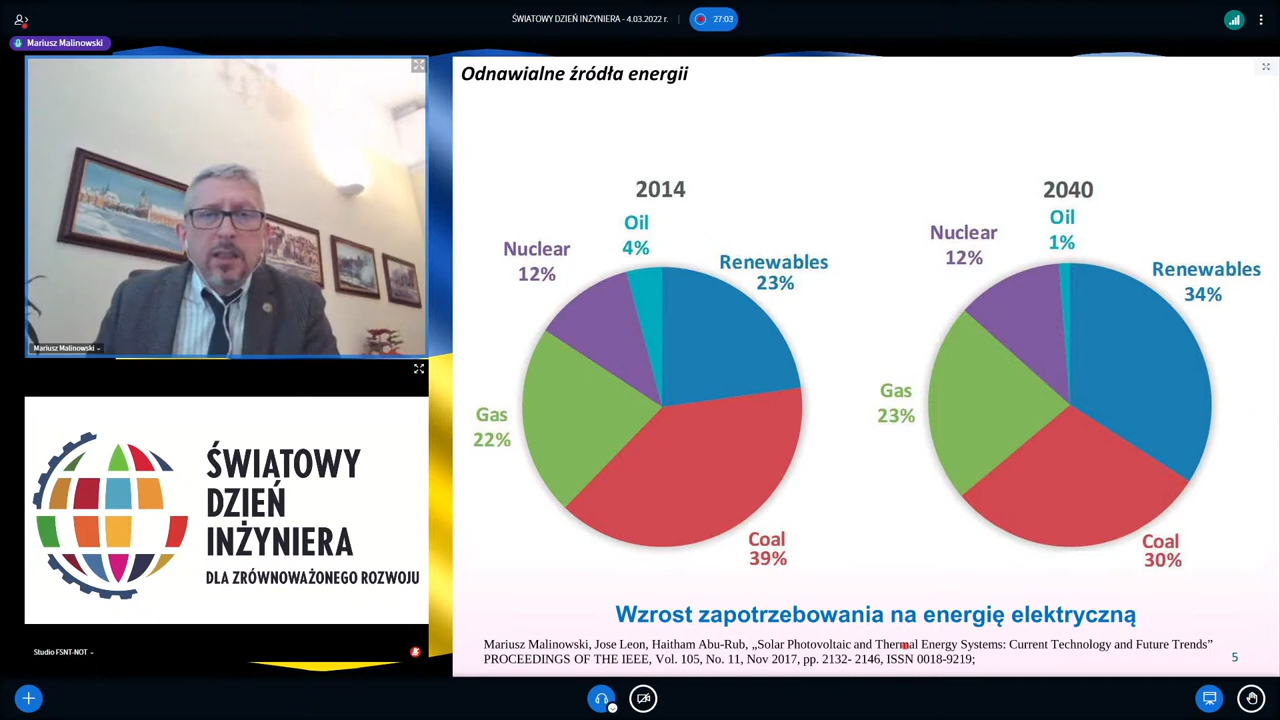 ŚWIATOWY DZIEŃ INŻYNIERA - 4.03.2022 r.
27:03
Mariusz Malinowski
Mariusz Malinowski
ŚWIATOWY
DZIEŃ
INŻYNIERA
DLA ZRÓWNOWAŻONEGO ROZWOJU
Studio FSNT-NOT
Odnawialne źródła energii
2014
Oil
4%
Nuclear
12%
Renewables
23%
Gas
22%
Coal
39%
2040
Oil
1%
Nuclear
12%
Renewables
34%
Gas
23%
Coal
30%
Wzrost zapotrzebowania na energię elektryczną
Mariusz Malinowski, Jose Leon, Haitham Abu-Rub, „Solar Photovoltaic and Thermal Energy Systems: Current Technology and Future Trends”
PROCEEDINGS OF THE IEEE, Vol. 105, No. 11, Nov 2017, pp. 2132- 2146, ISSN 0018-9219;
5